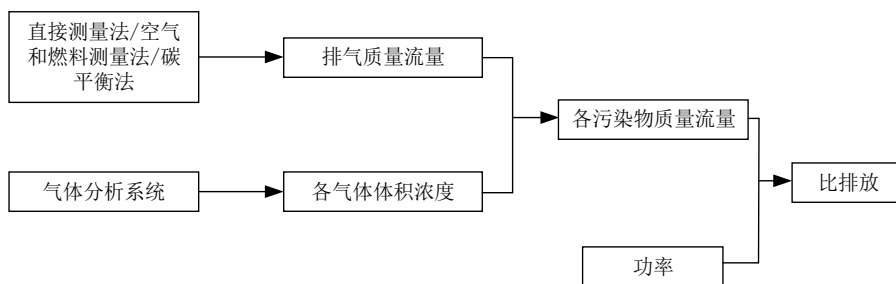 直接测量法/空气
和燃料测量法/碳
平衡法
排气质量流量
各污染物质量流量
气体分析系统
各气体体积浓度
比排放
功率